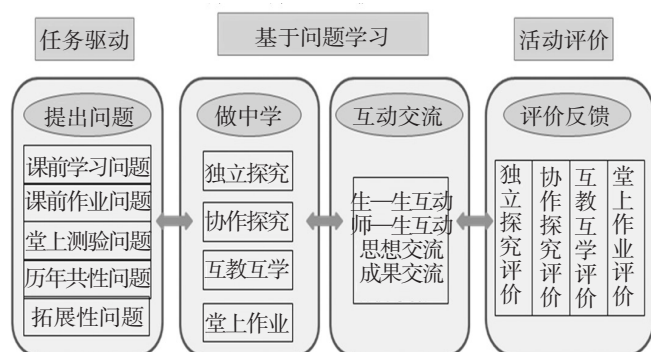 任务驱动
基于问题学习
活动评价
提出问题
课前学习问题
课前作业问题
堂上测验问题
历年共性问题
拓展性问题
做中学
独立探究
协作探究
互教互学
堂上作业
互动交流
生—生互动
师—生互动
思想交流
成果交流
评价反馈
独立探究评价
协作探究评价
互教互学评价
堂上作业评价